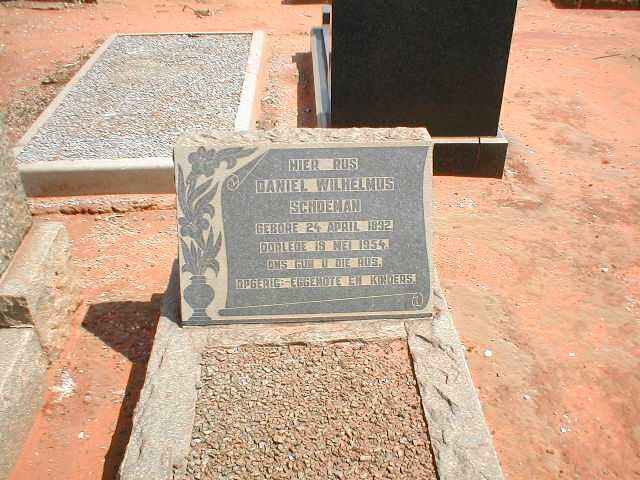 HIER RUS
DANIEL WILHELMUS
SCHOEMAN
GEBORE 24 APRIL 1892
OORLEDE 18 MEI 1954.
ONS GUN U DIE RUS.
OPGERIG:-EGGENOTE EN KINDERS.